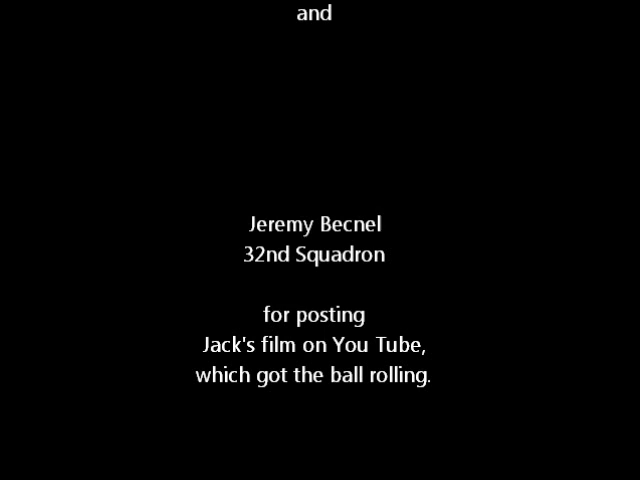 and
Jeremy Becnel
32nd Squadron
for posting
Jack's film on You Tube,
which got the ball rolling.